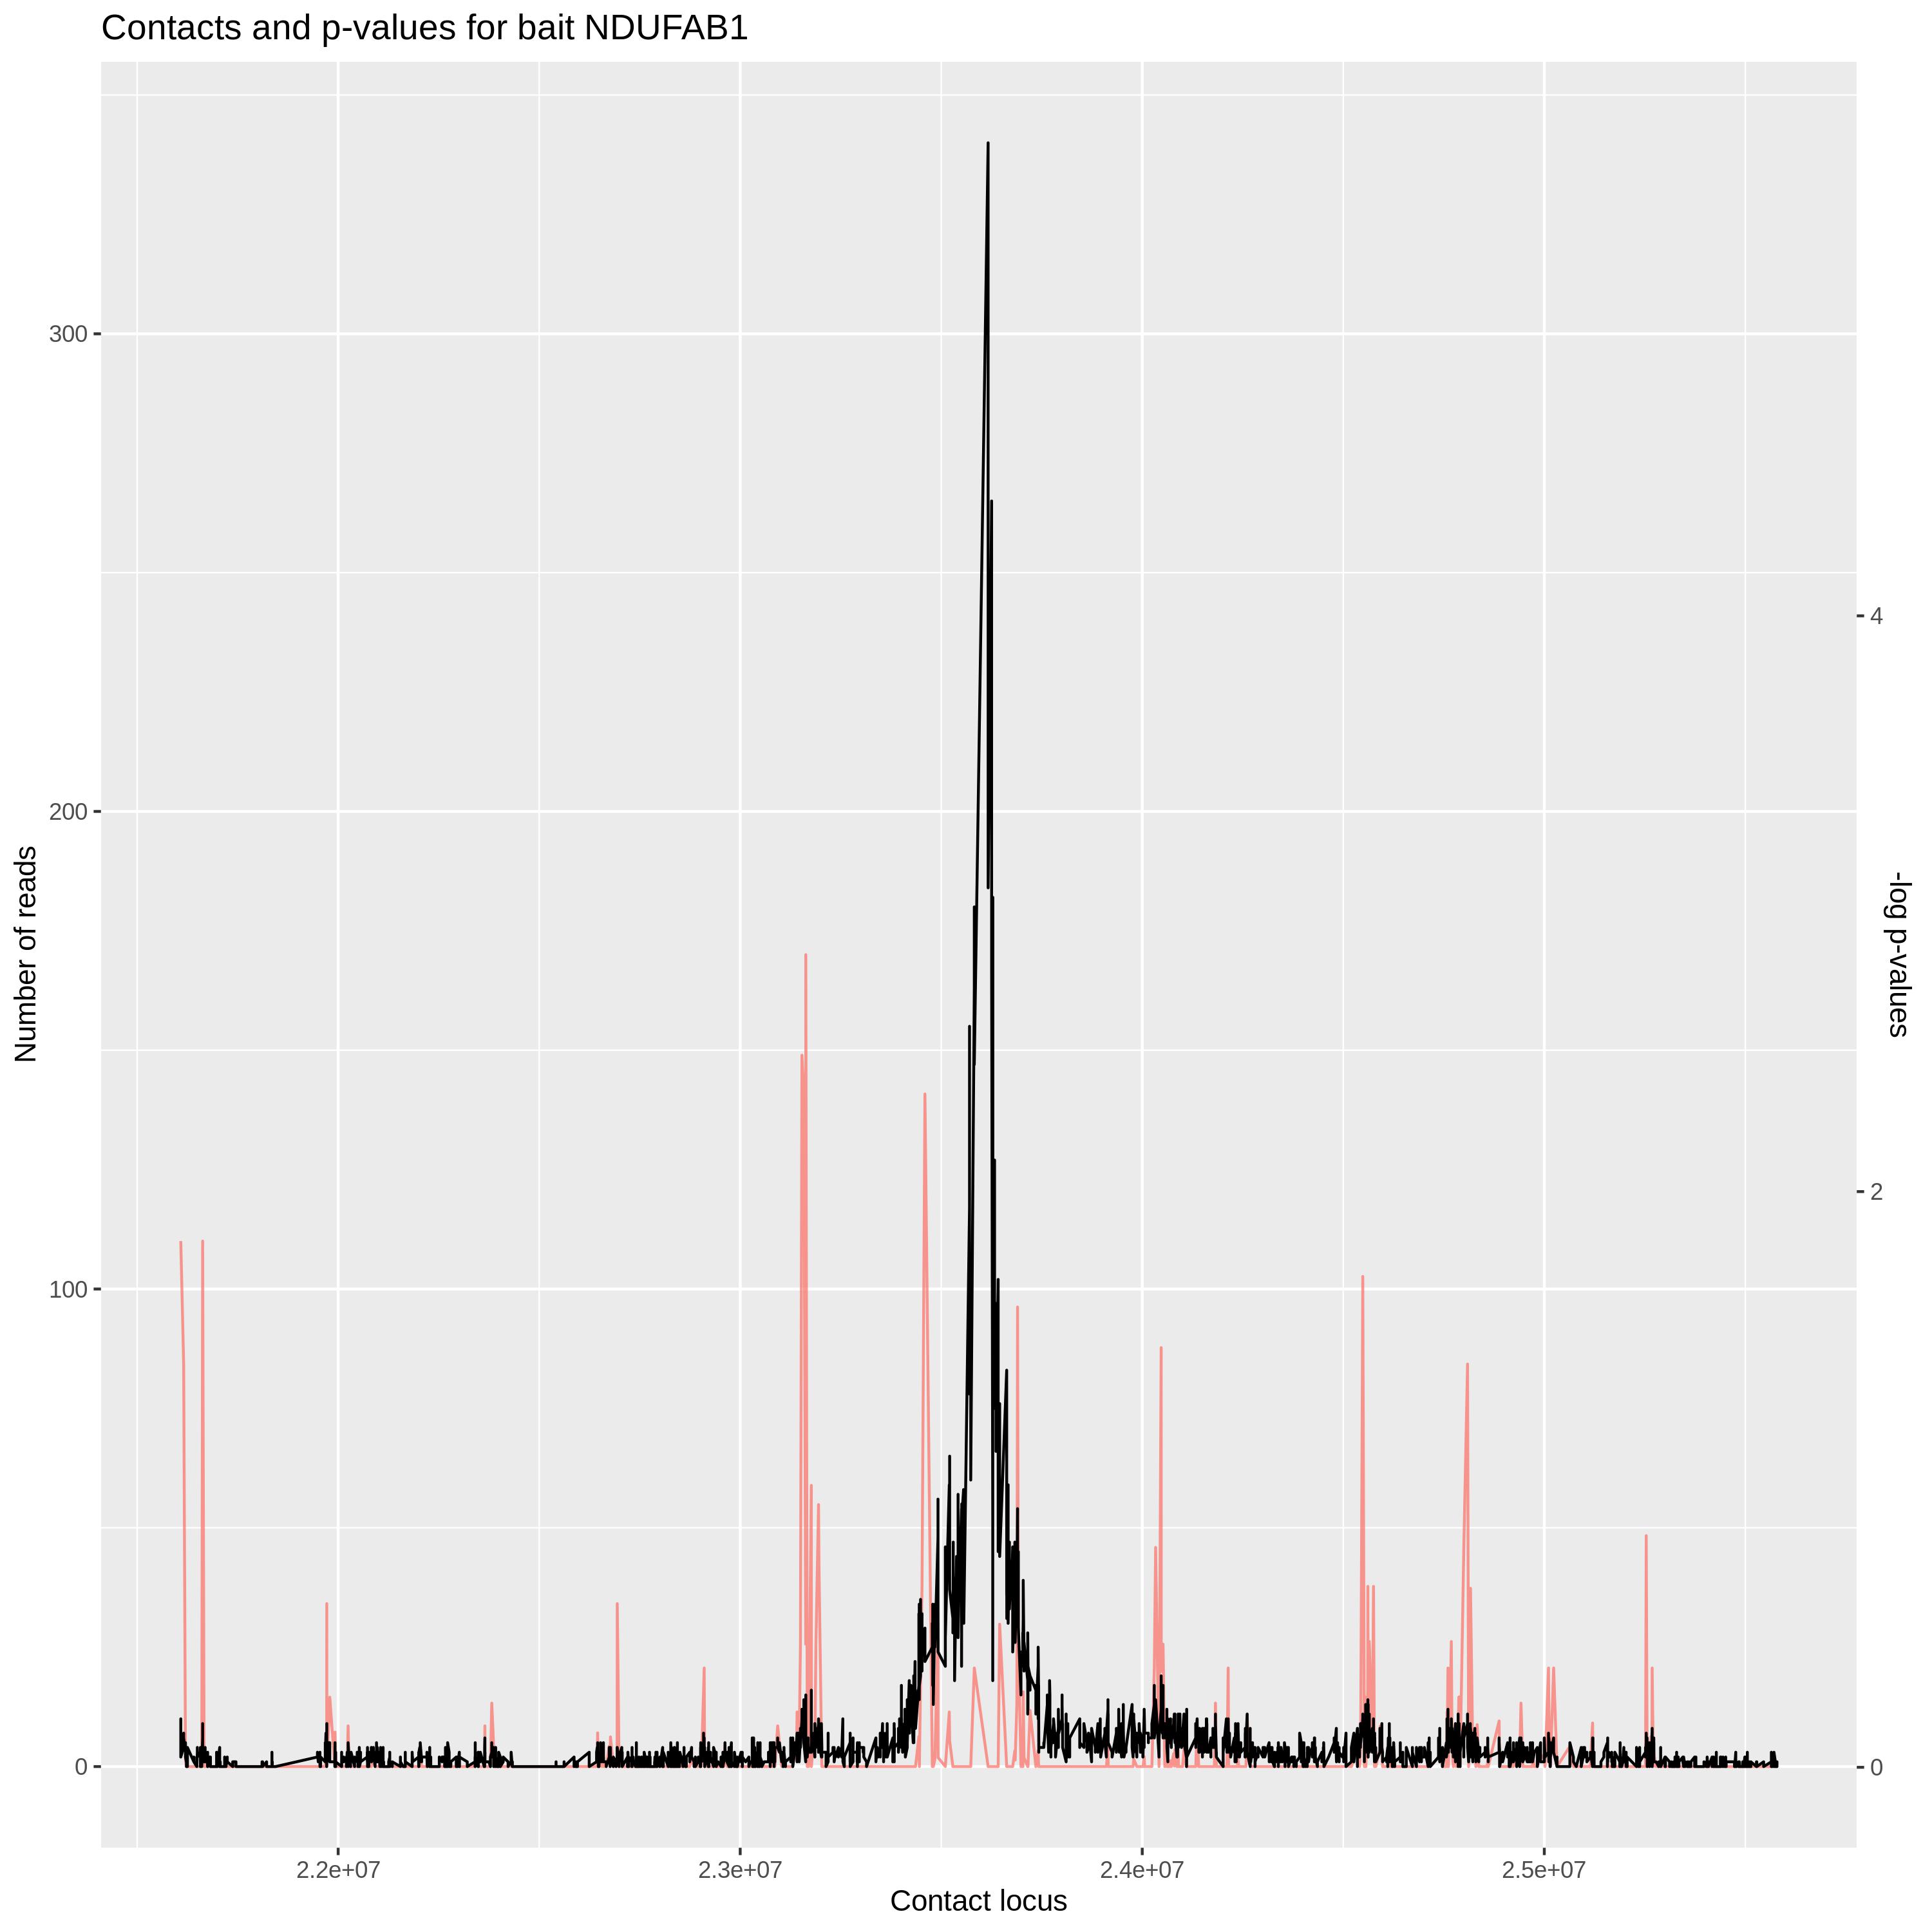 Contacts and p-values for bait NDUFAB1
300
200
100
0
Number of reads
4
2
0
-log p-values
2.2e+07
2.3e+07
2.4e+07
2.5e+07
Contact locus